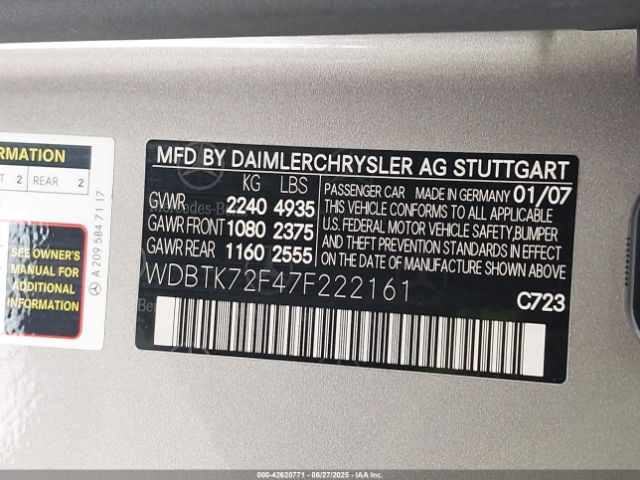 RMATION
T 2 REAR 2
SEE OWNER'S
MANUAL FOR
ADDITIONAL
INFORMATION
A 209 584 71 17
MFD BY DAIMLERCHRYSLER AG STUTTGART
KG LBS
GVWR 2240 4935
GAWR FRONT 1080 2375
GAWR REAR 1160 2555
PASSENGER CAR MADE IN GERMANY 01/07
THIS VEHICLE CONFORMS TO ALL APPLICABLE
U.S. FEDERAL MOTOR VEHICLE SAFETY,BUMPER
AND THEFT PREVENTION STANDARDS IN EFFECT
ON THE DATE OF MANUFACTURE SHOWN ABOVE.
WDBTK72F47F222161
C723
000-42620771 - 06/27/2025 - IAAI.COM